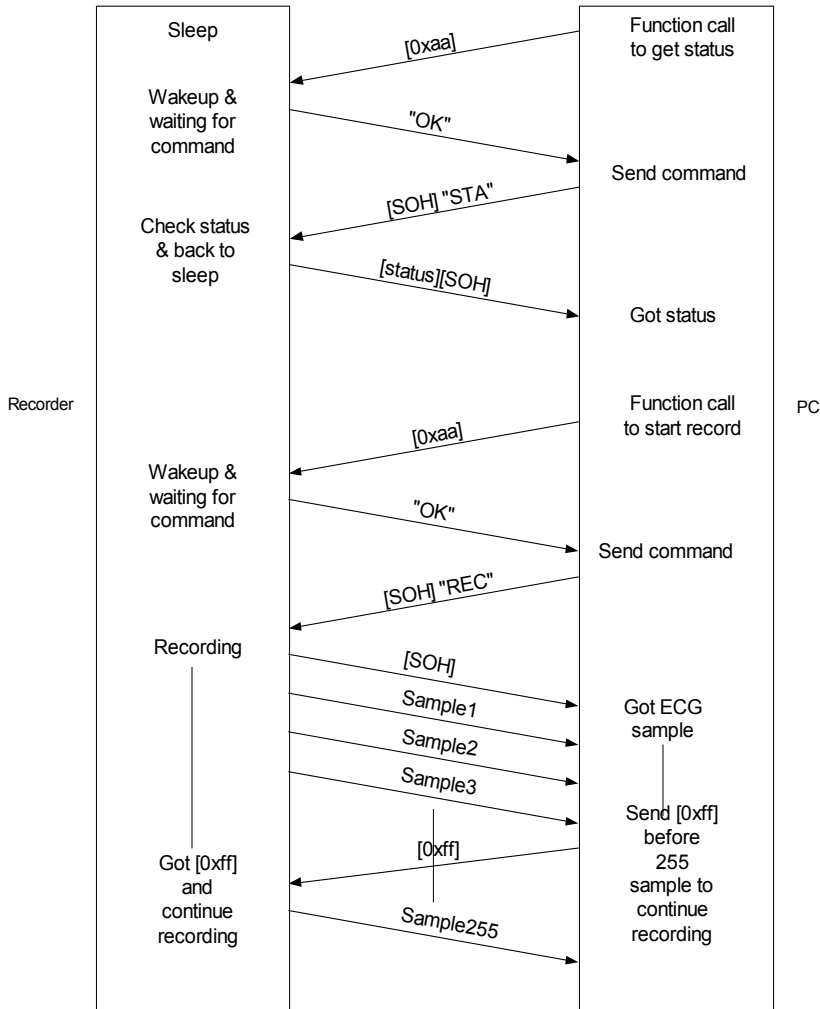 Sleep
Function call
to get status
[0xaa]
Wakeup &
waiting for
command
"OK"
Send command
[SOH] "STA"
Check status
& back to
sleep
[status][SOH]
Got status
Recorder
PC
Function call
to start record
[0xaa]
Wakeup &
waiting for
command
"OK"
Send command
[SOH] "REC"
Recording
[SOH]
Sample1
Got ECG
sample
Sample2
Sample3
Send [0xff]
before
255
sample to
continue
recording
[0xff]
Got [0xff]
and
continue
recording
Sample255